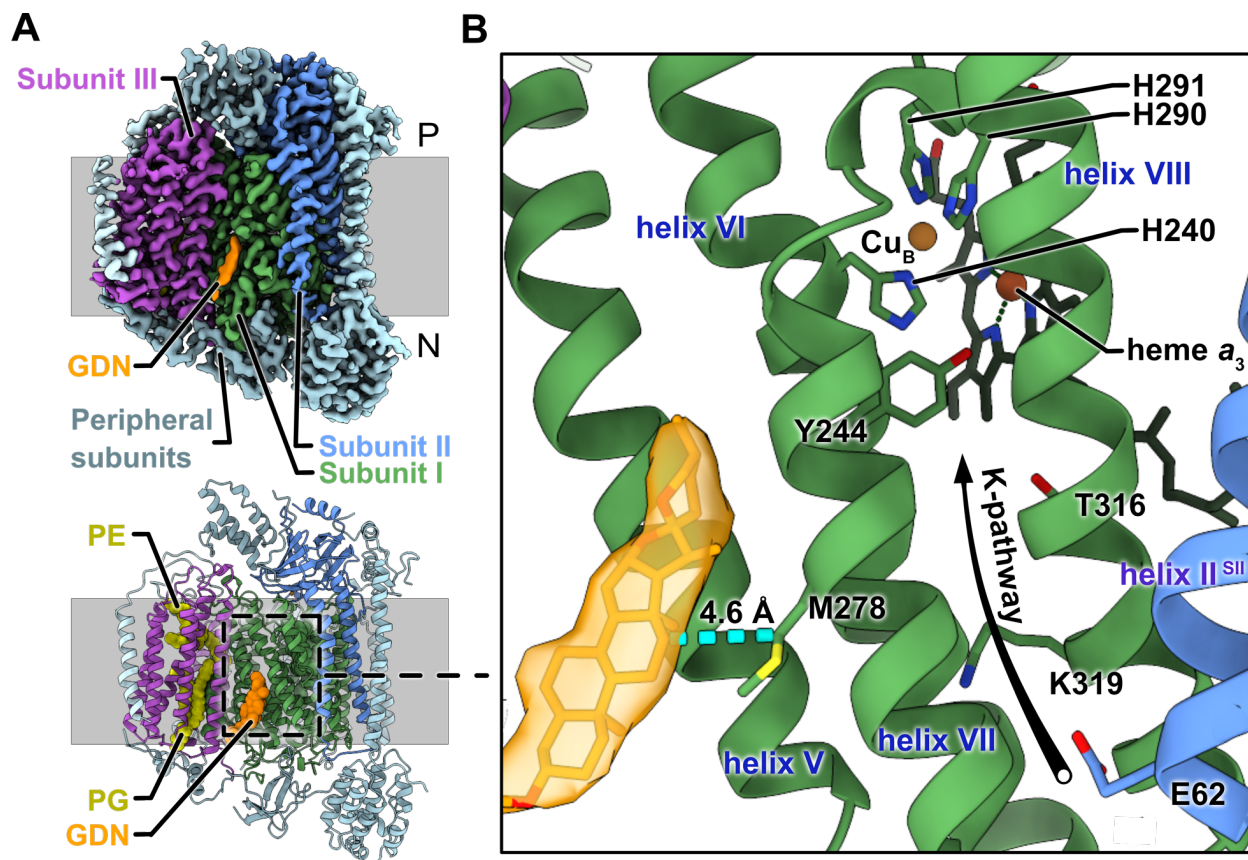 A
Subunit III
P
N
GDN
Peripheral
subunits
Subunit II
Subunit I
PE
PG
GDN
B
H291
H290
helix VIII
helix VI
H240
CuB
heme a3
Y244
T316
K-pathway
helix IISII
4.6 Å
M278
K319
helix VII
helix V
E62